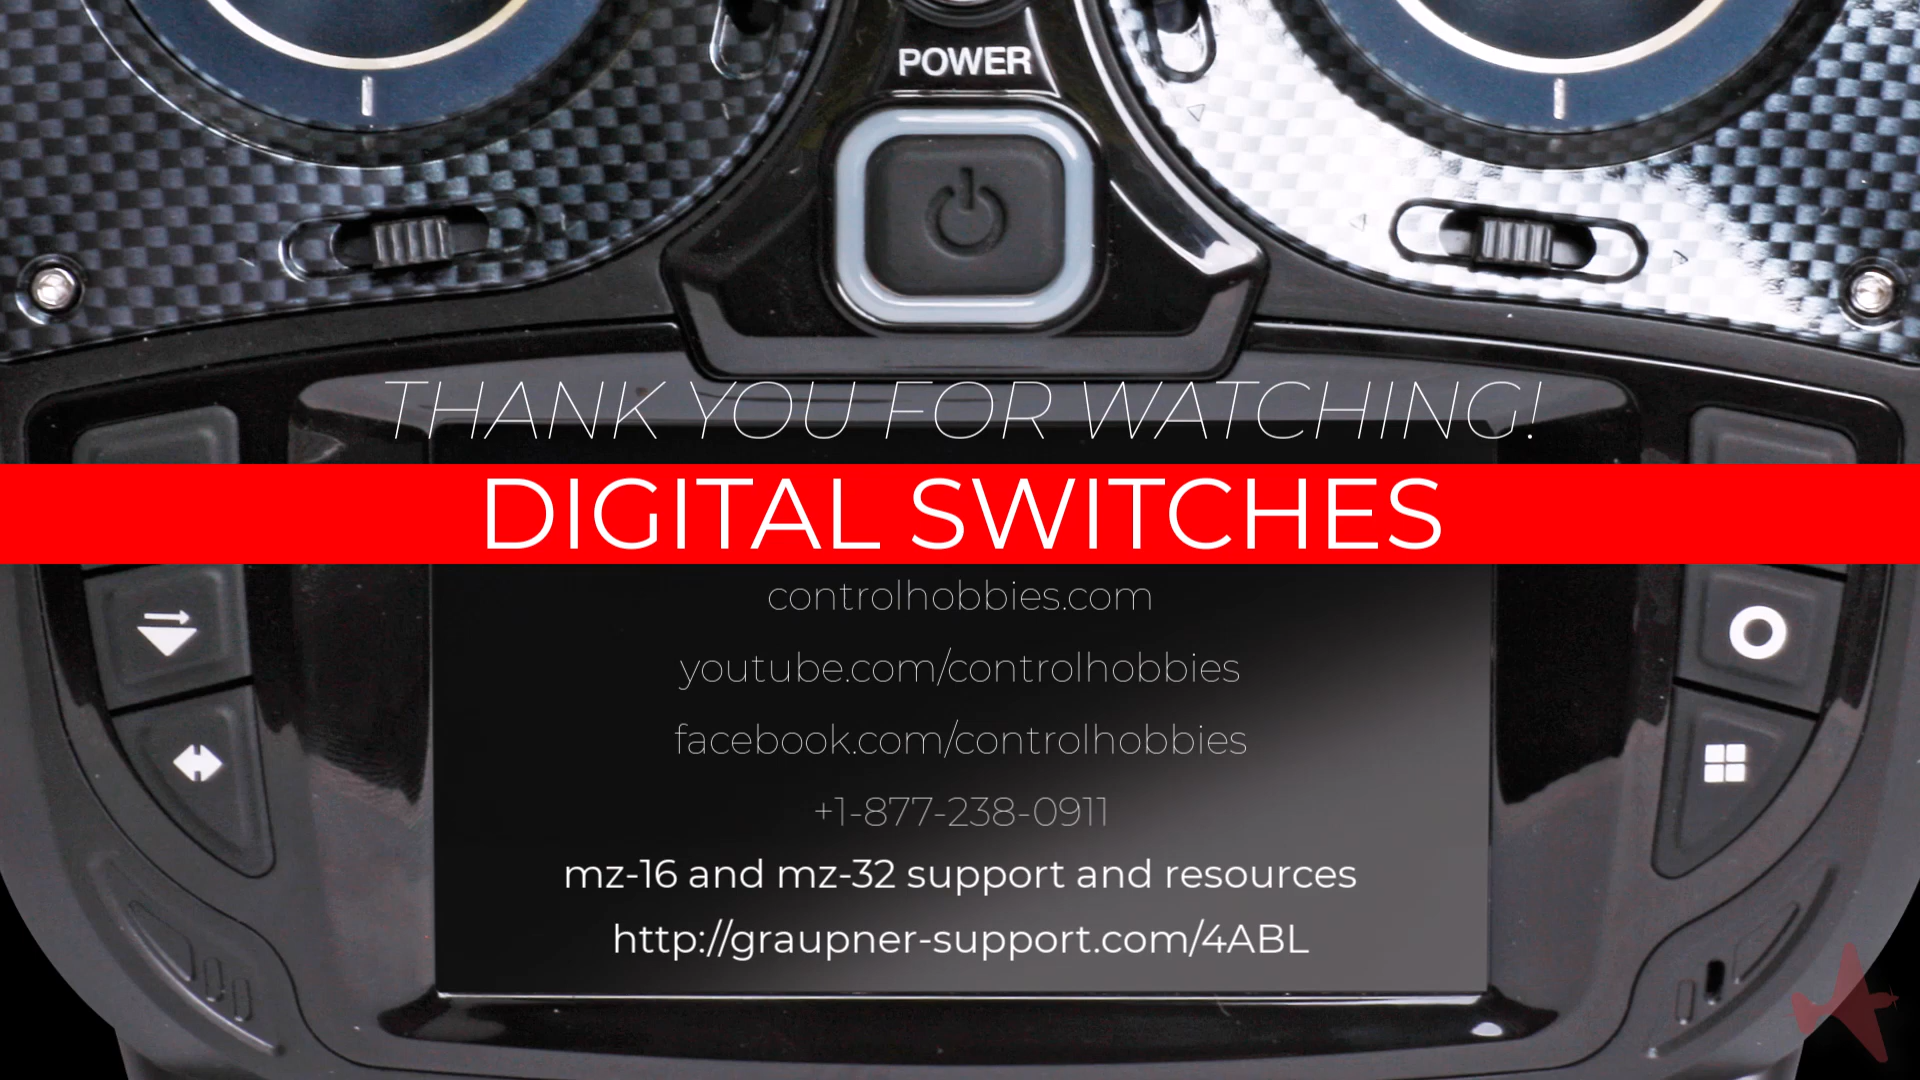 POWER
THANK YOU FOR WATCHING!
DIGITAL SWITCHES
controlhobbies.com
youtube.com/controlhobbies
facebook.com/controlhobbies
+1-877-238-0911
mz-16 and mz-32 support and resources
http://graupner-support.com/4ABL